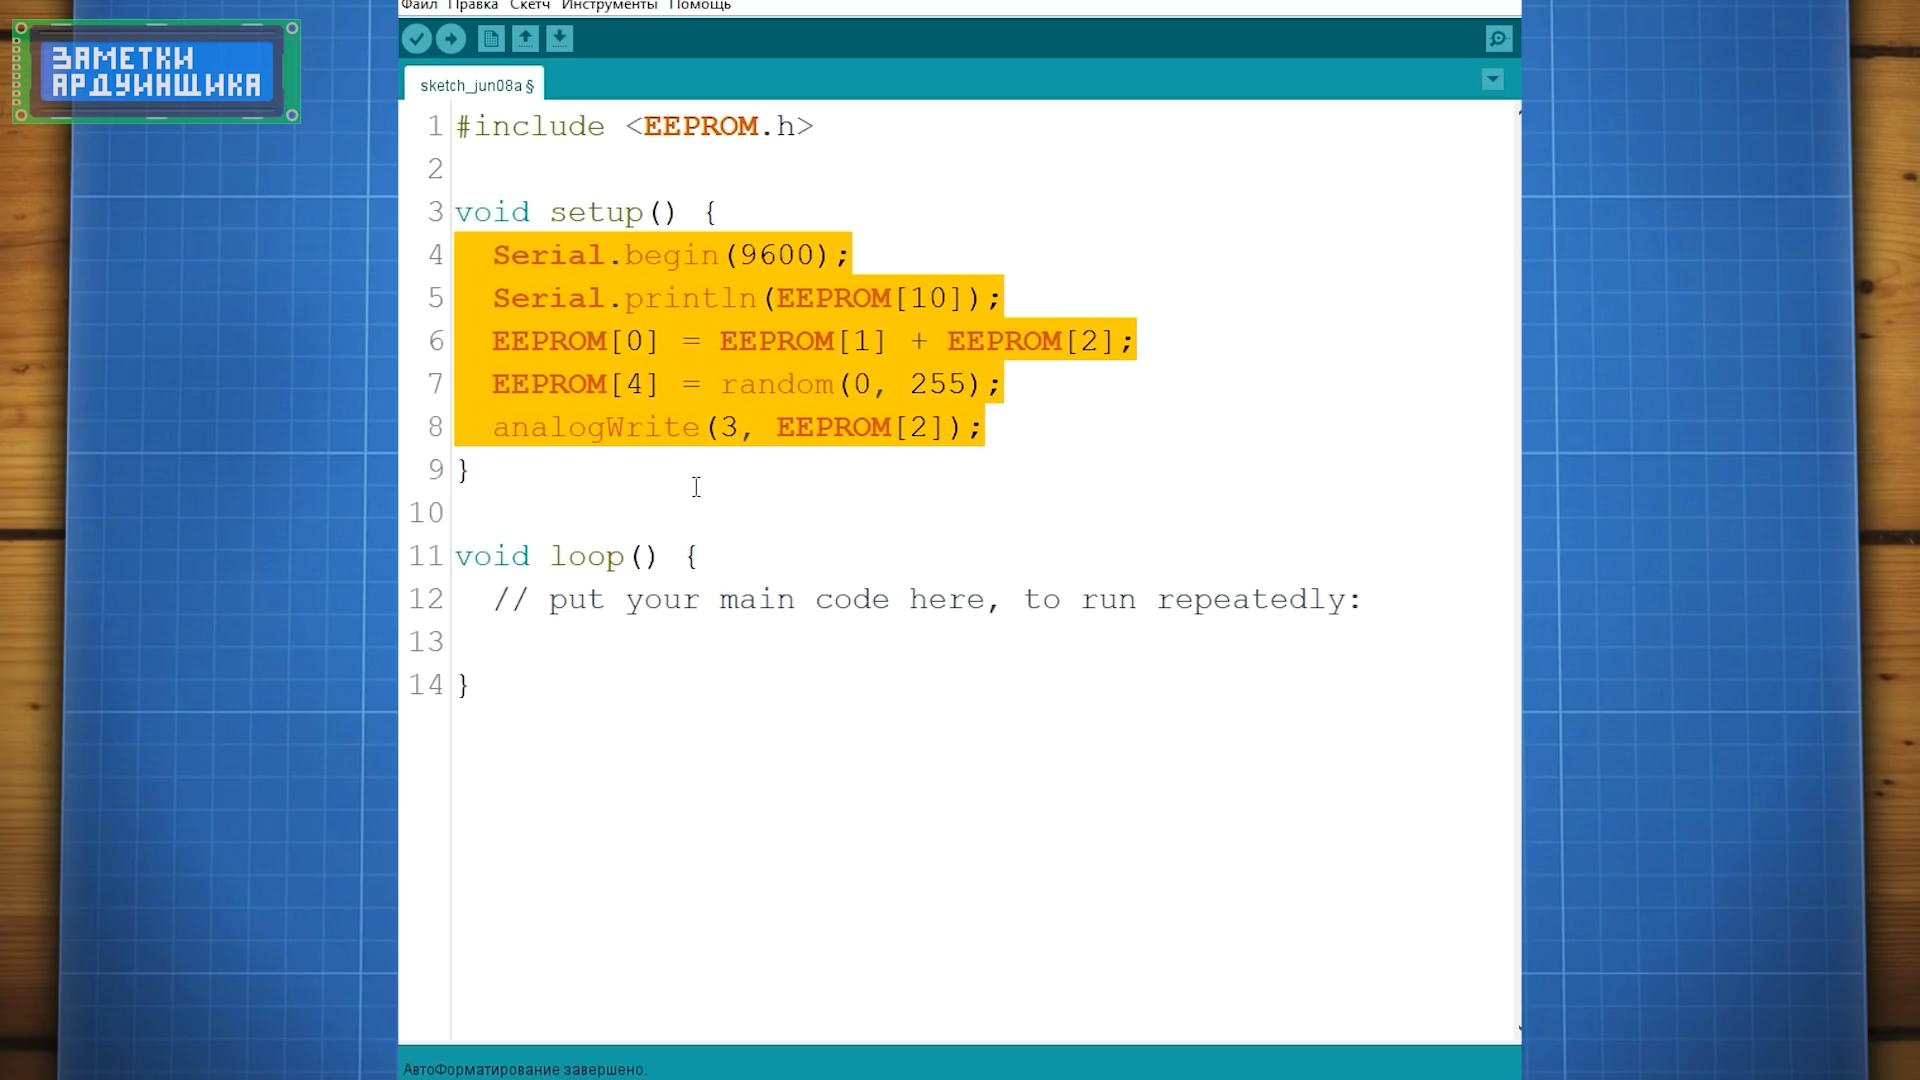 ЗАМЕТКИ
АРДУИНЩИКА
Файл Правка Скетч Инструменты Помощь
sketch_jun08a §
1 #include <EEPROM.h>
2
3 void setup() {
4 Serial.begin(9600);
5 Serial.println(EEPROM[10]);
6 EEPROM[0] = EEPROM[1] + EEPROM[2];
7 EEPROM[4] = random(0, 255);
8 analogWrite(3, EEPROM[2]);
9 }
10
11 void loop() {
12 // put your main code here, to run repeatedly:
13
14 }
АвтоФорматирование завершено.